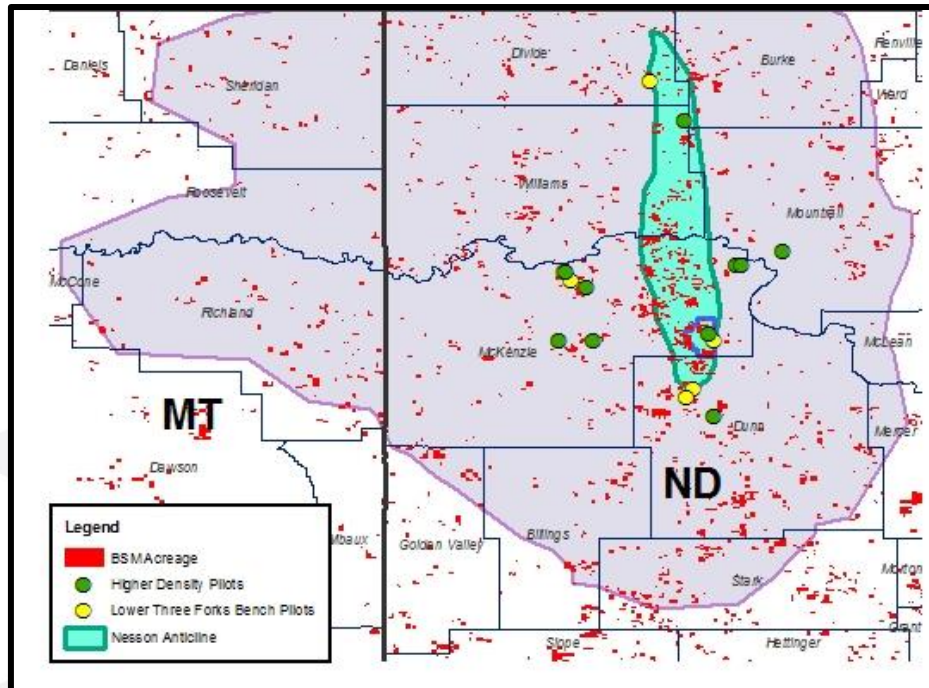 Daniels
Sheridan
Divide
Burke
Renville
Ward
Roosevelt
Williams
Mountrail
McCone
Richland
McKenzie
McLean
MT
Dunn
Mercer
Dawson
ND
Legend
BSM Acreage
Higher Density Pilots
Lower Three Forks Bench Pilots
Nesson Anticline
Golden Valley
Billings
Stark
Morton
Grant
Slope
Hettinger